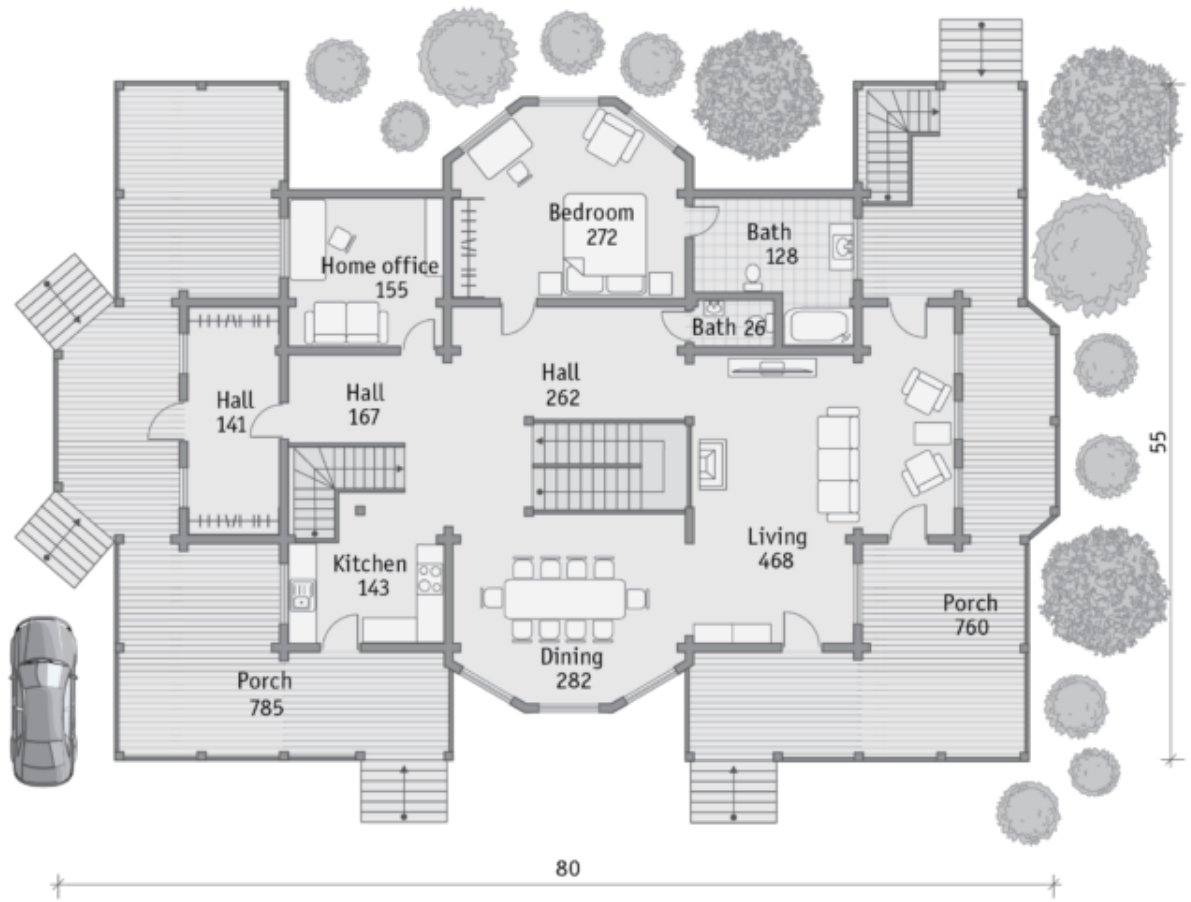 Bedroom
272
Bath
128
Home office
155
Bath 26
Hall
262
Hall
167
Hall
141
55
Living
468
Kitchen
143
Porch
760
Dining
282
Porch
785
80